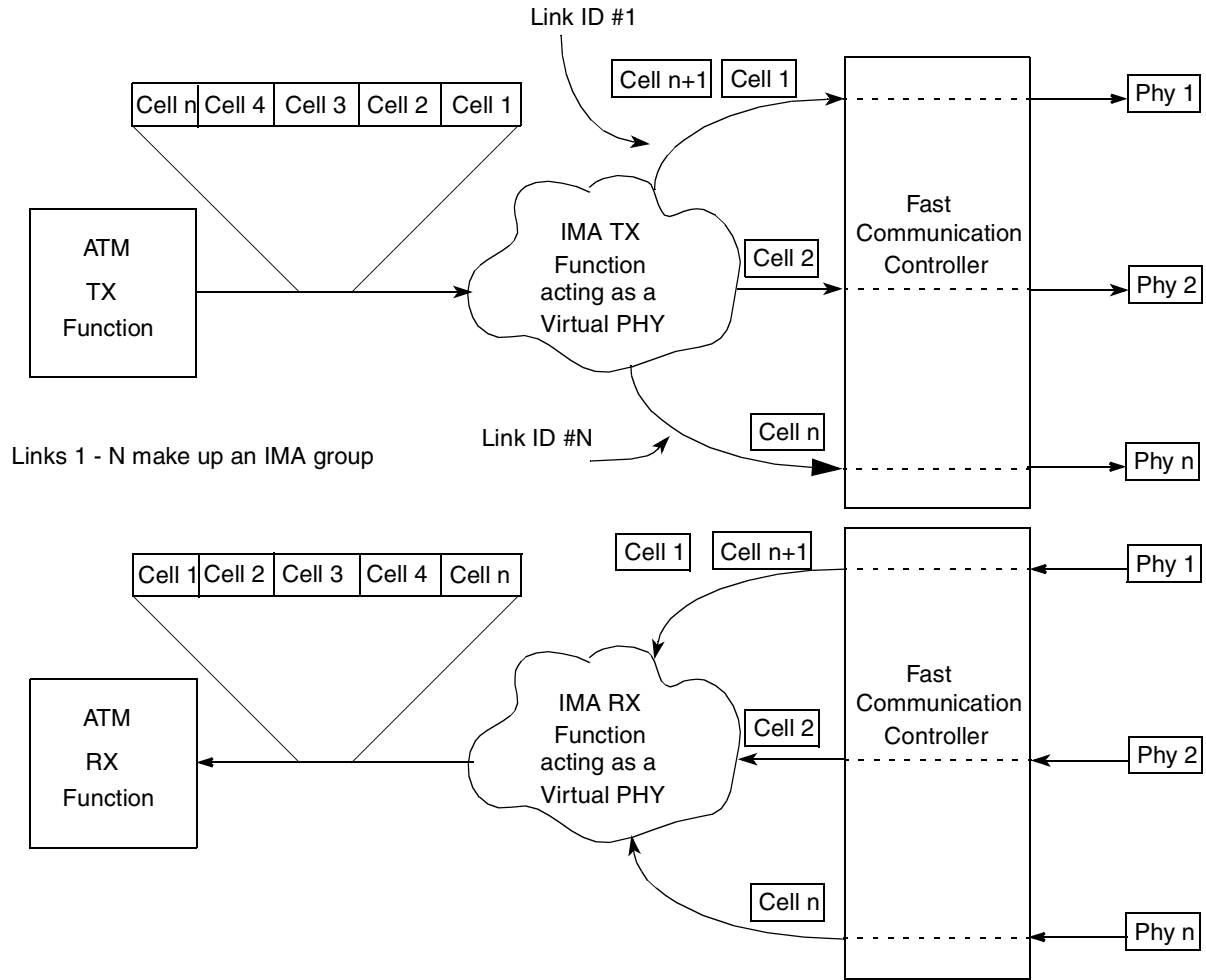 Link ID #1
Cell n Cell 4 Cell 3 Cell 2 Cell 1
Cell n+1 Cell 1
Phy 1
ATM
TX
Function
IMA TX
Function
acting as a
Virtual PHY
Cell 2
Fast
Communication
Controller
Phy 2
Links 1 - N make up an IMA group
Link ID #N
Cell n
Phy n
Cell 1 Cell 2 Cell 3 Cell 4 Cell n
Cell 1 Cell n+1
Phy 1
ATM
RX
Function
IMA RX
Function
acting as a
Virtual PHY
Cell 2
Fast
Communication
Controller
Phy 2
Cell n
Phy n